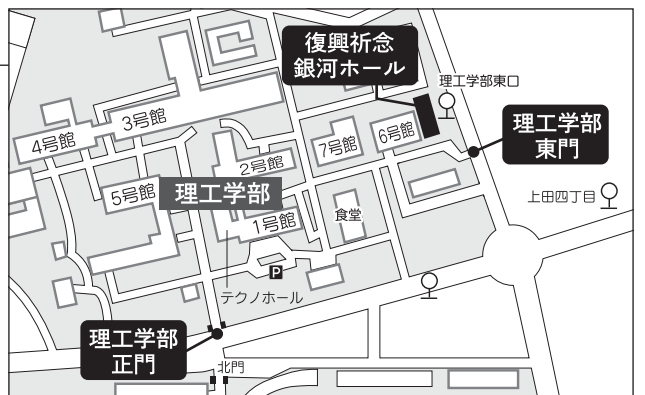 復興祈念
銀河ホール
理工学部東口
理工学部
東門
上田四丁目
3号館
4号館
7号館
6号館
2号館
5号館
理工学部
1号館
食堂
P
テクノホール
理工学部
正門
北門